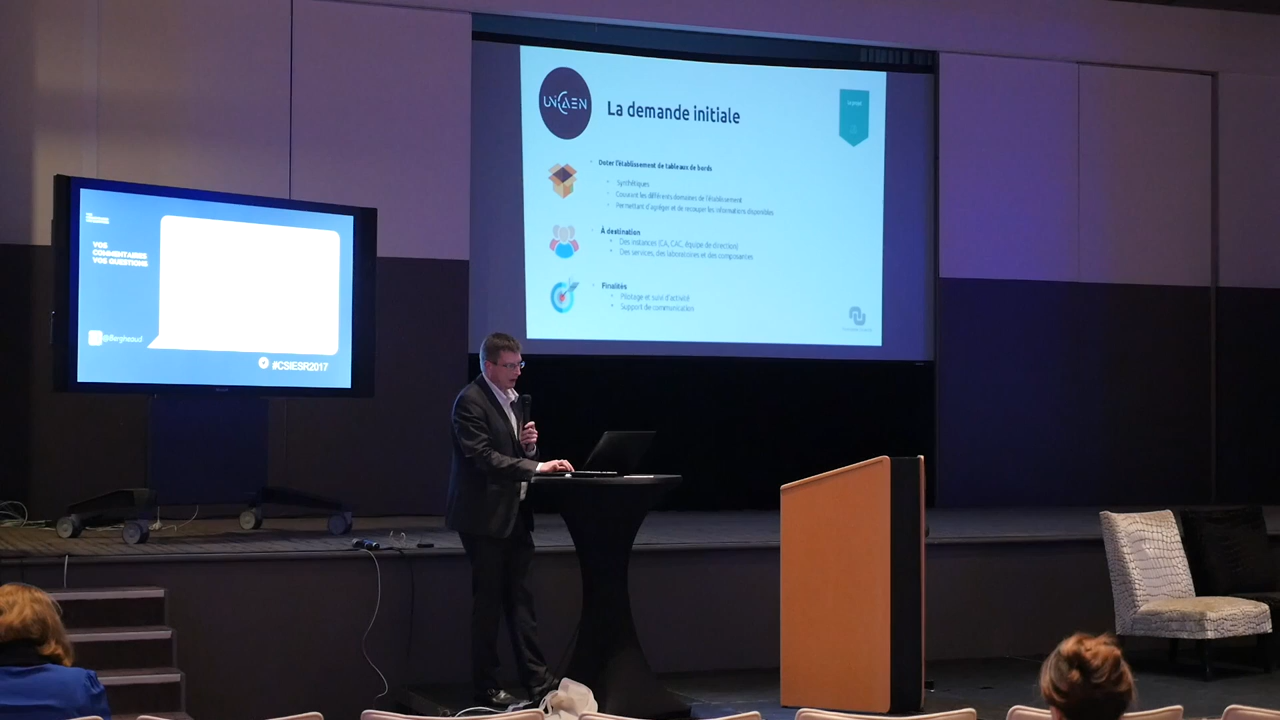 UNICAEN
La demande initiale
Doter l'établissement de tableaux de bords
Synthétiques
Couvrant les différents domaines de l'établissement
Permettant d'agréger et de recouper les informations disponibles
À destination
Des instances (CA, CAC, équipe de direction)
Des services, des laboratoires et des composantes
Finalités
Pilotage et suivi d'activité
Support de communication
VOS
COMMENTAIRES
VOS QUESTIONS
@Bergheaud
#CSIESR2017